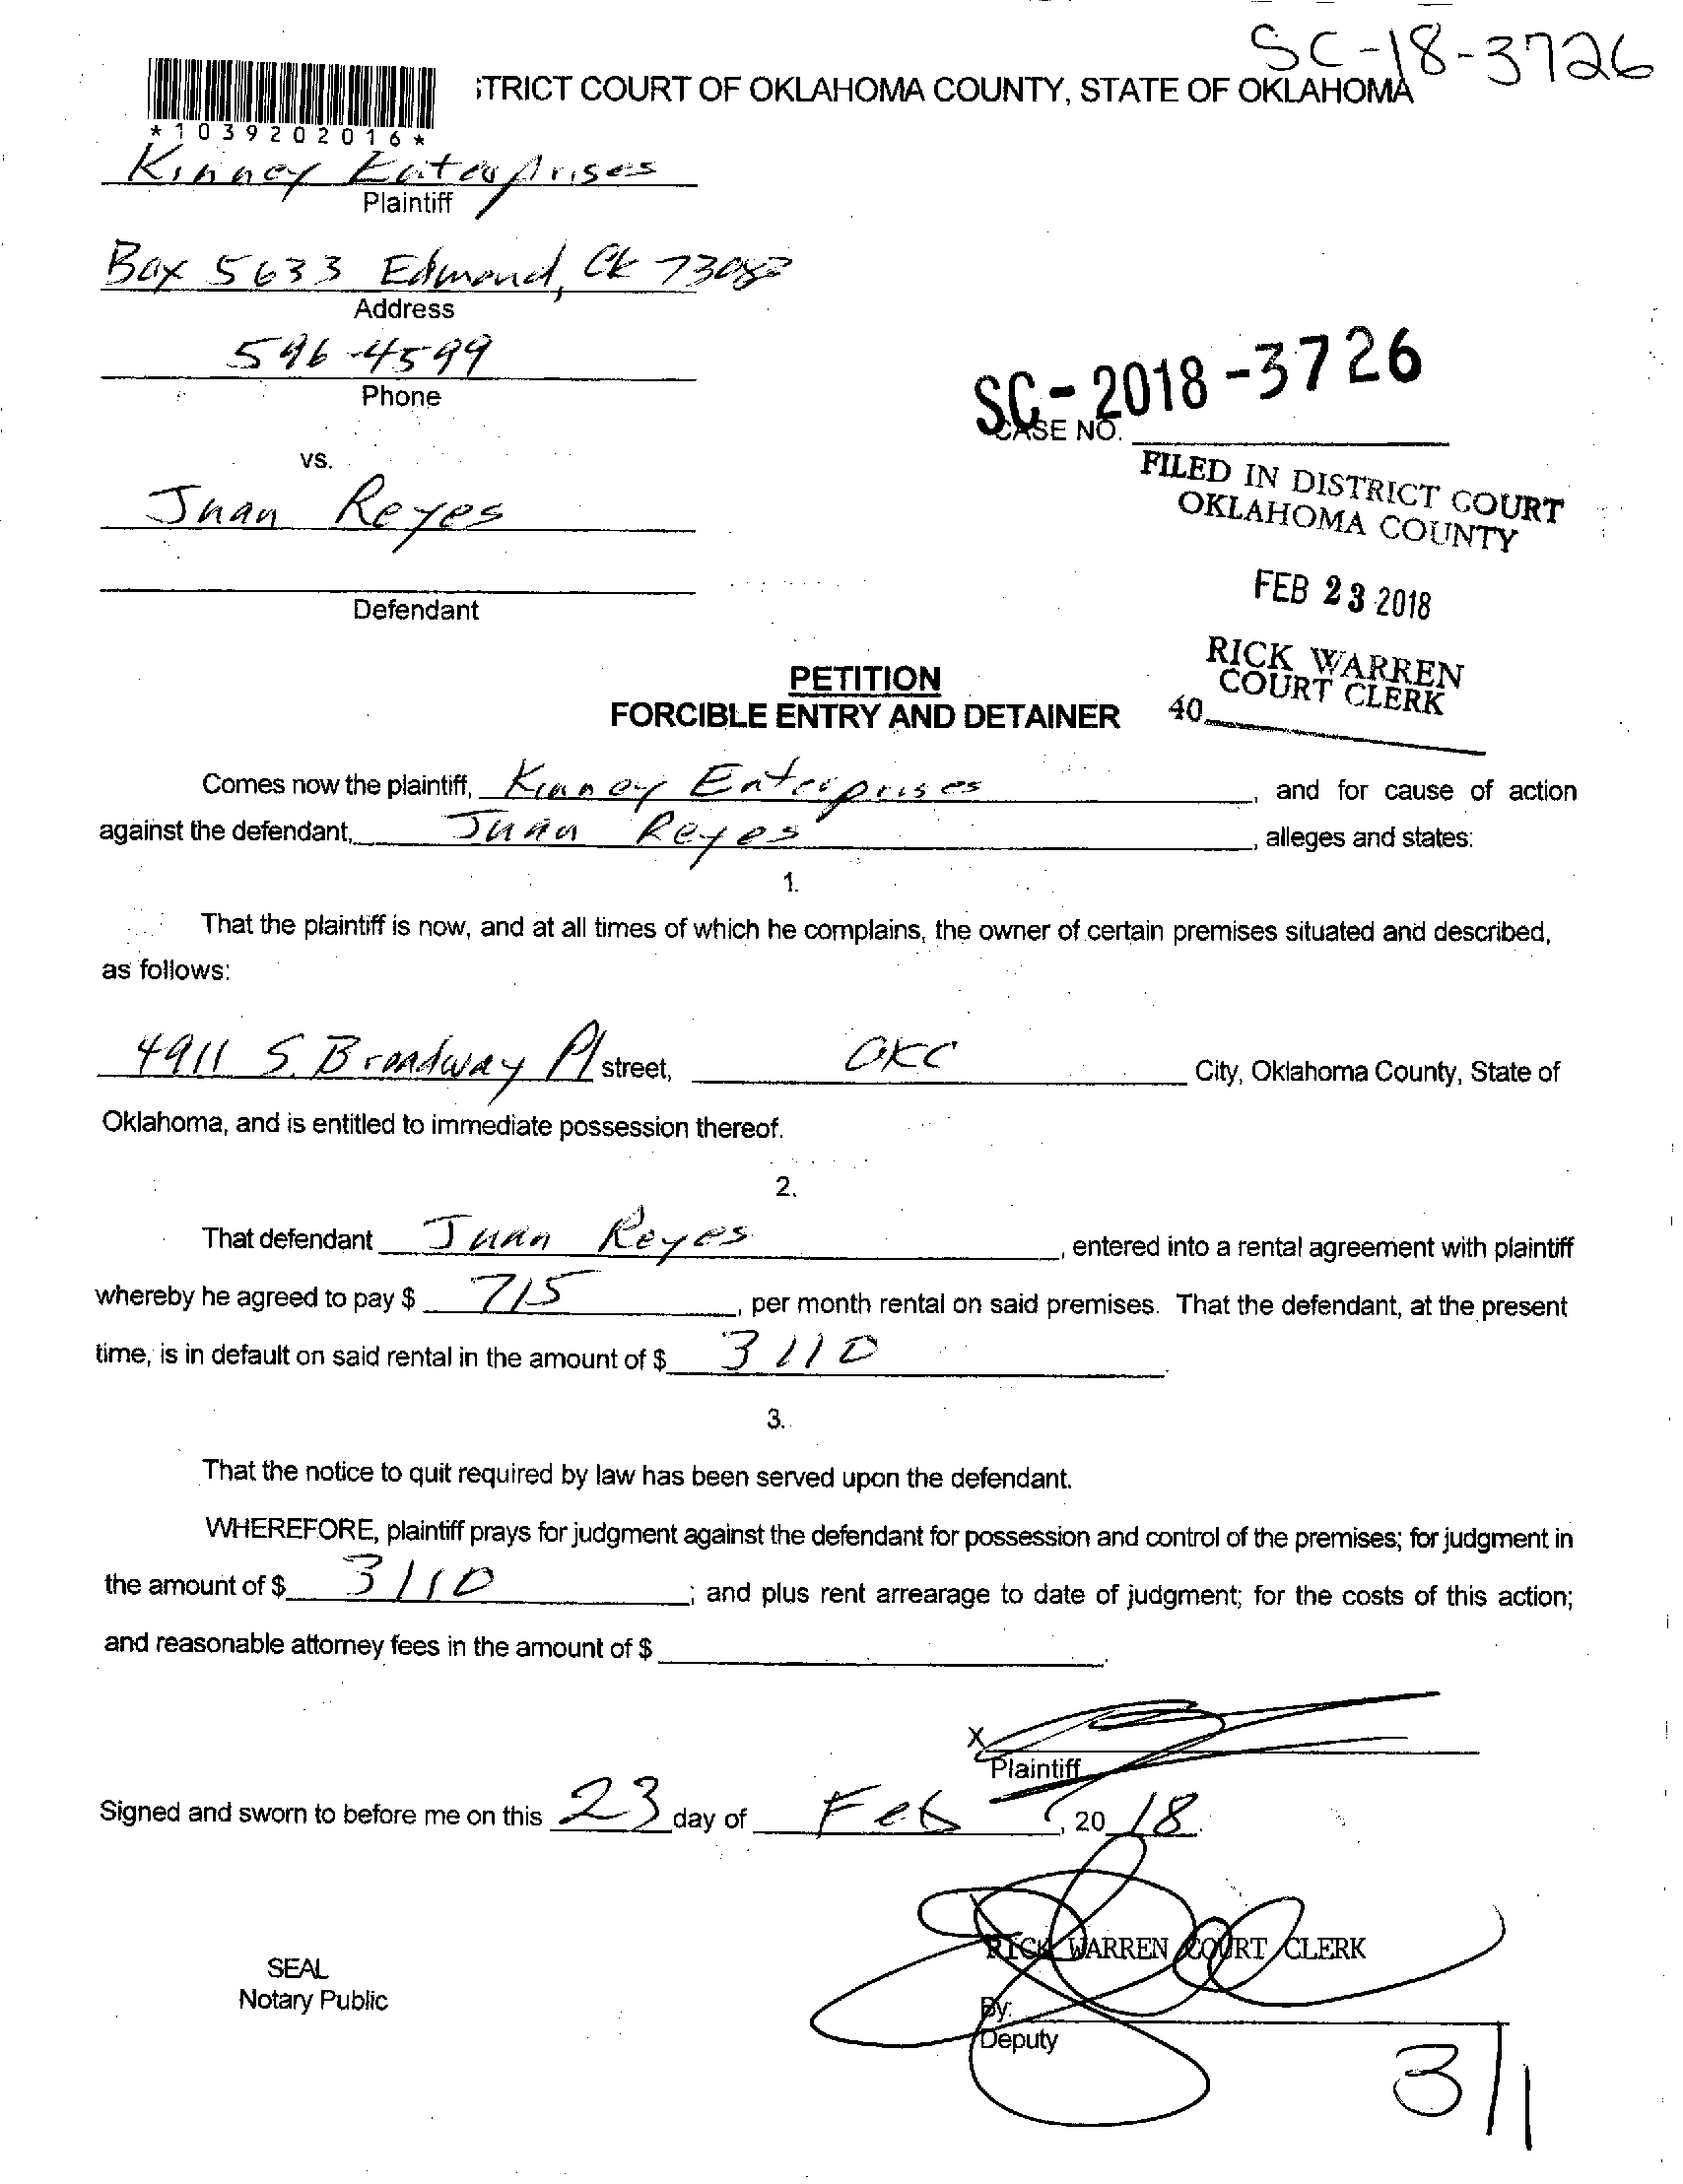 SC-18-3726
STRICT COURT OF OKLAHOMA COUNTY, STATE OF OKLAHOMA
*1039202016*
Kinney Enterprises
Plaintiff
Box 5633 Edmond, Ok 73083
Address
596-4599
Phone
SC-2018-3726
CASE NO.
vs.
FILED IN DISTRICT COURT
OKLAHOMA COUNTY
Juan Reyes
FEB 23 2018
Defendant
RICK WARREN
COURT CLERK
40
PETITION
FORCIBLE ENTRY AND DETAINER
Comes now the plaintiff, Kinney Enterprises, and for cause of action
against the defendant, Juan Reyes, alleges and states:
1.
That the plaintiff is now, and at all times of which he complains, the owner of certain premises situated and described,
as follows:
4911 S. Broadway Pl street, OKC City, Oklahoma County, State of
Oklahoma, and is entitled to immediate possession thereof.
2.
That defendant Juan Reyes, entered into a rental agreement with plaintiff
whereby he agreed to pay $ 715, per month rental on said premises. That the defendant, at the present
time, is in default on said rental in the amount of $ 3110.
3.
That the notice to quit required by law has been served upon the defendant.
WHEREFORE, plaintiff prays for judgment against the defendant for possession and control of the premises; for judgment in
the amount of $ 3110; and plus rent arrearage to date of judgment; for the costs of this action;
and reasonable attorney fees in the amount of $.
X
Plaintiff
Signed and sworn to before me on this 23 day of Feb, 20 18.
RICK WARREN COURT CLERK
SEAL
Notary Public
By:
Deputy
3/1